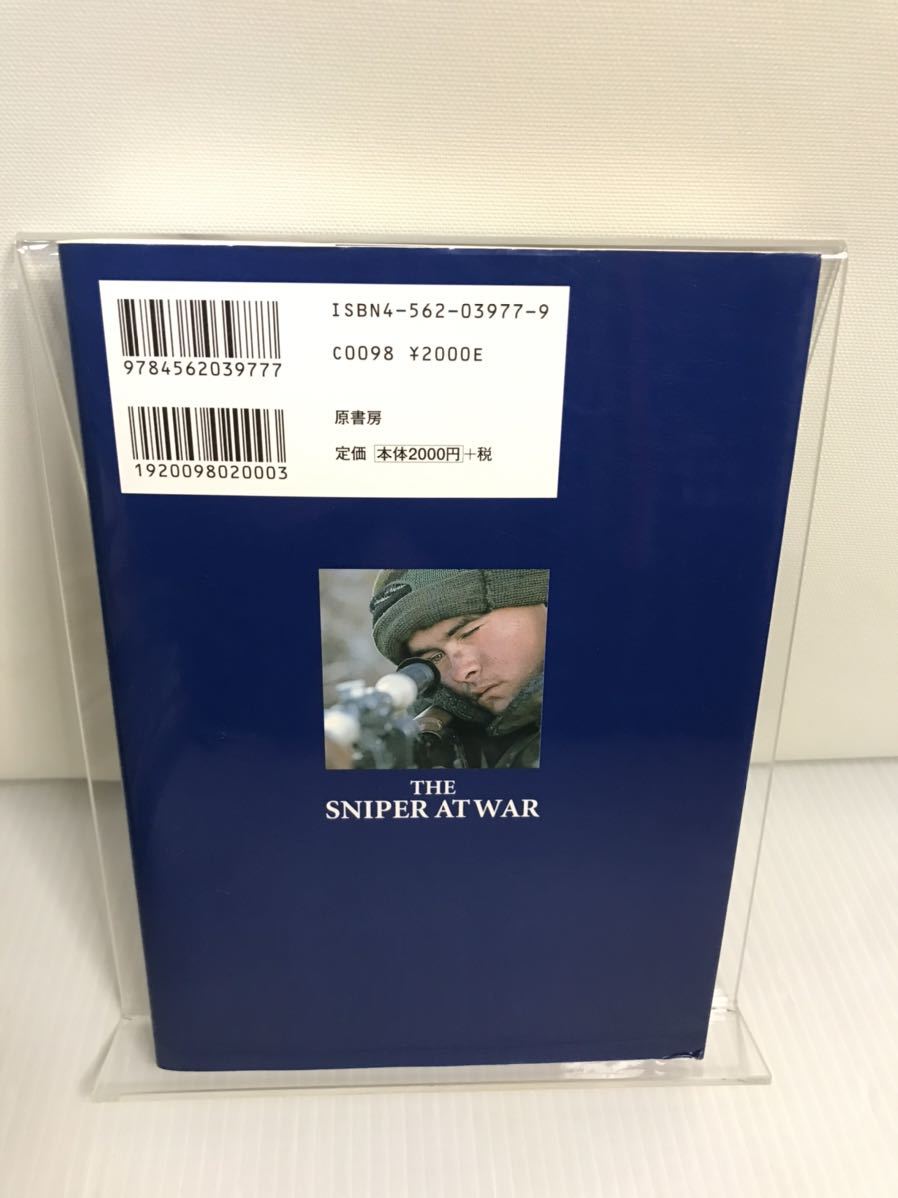 ISBN4-562-03977-9
9784562039777
C0098 ¥2000E
原書房
1920098020003
定価 本体2000円+税
THE
SNIPER AT WAR